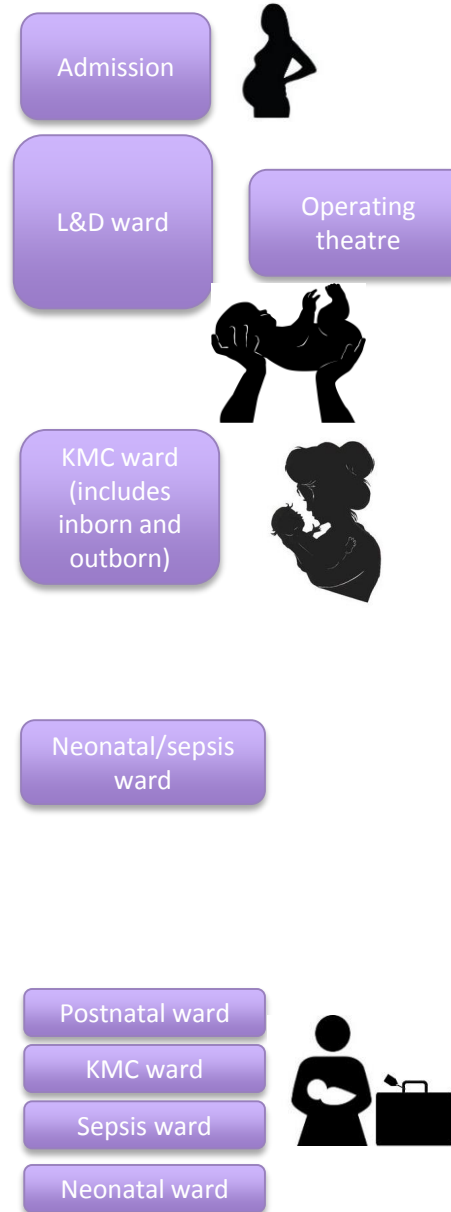 Admission
L&D ward
Operating
theatre
KMC ward
(includes
inborn and
outborn)
Neonatal/sepsis
ward
Postnatal ward
KMC ward
Sepsis ward
Neonatal ward